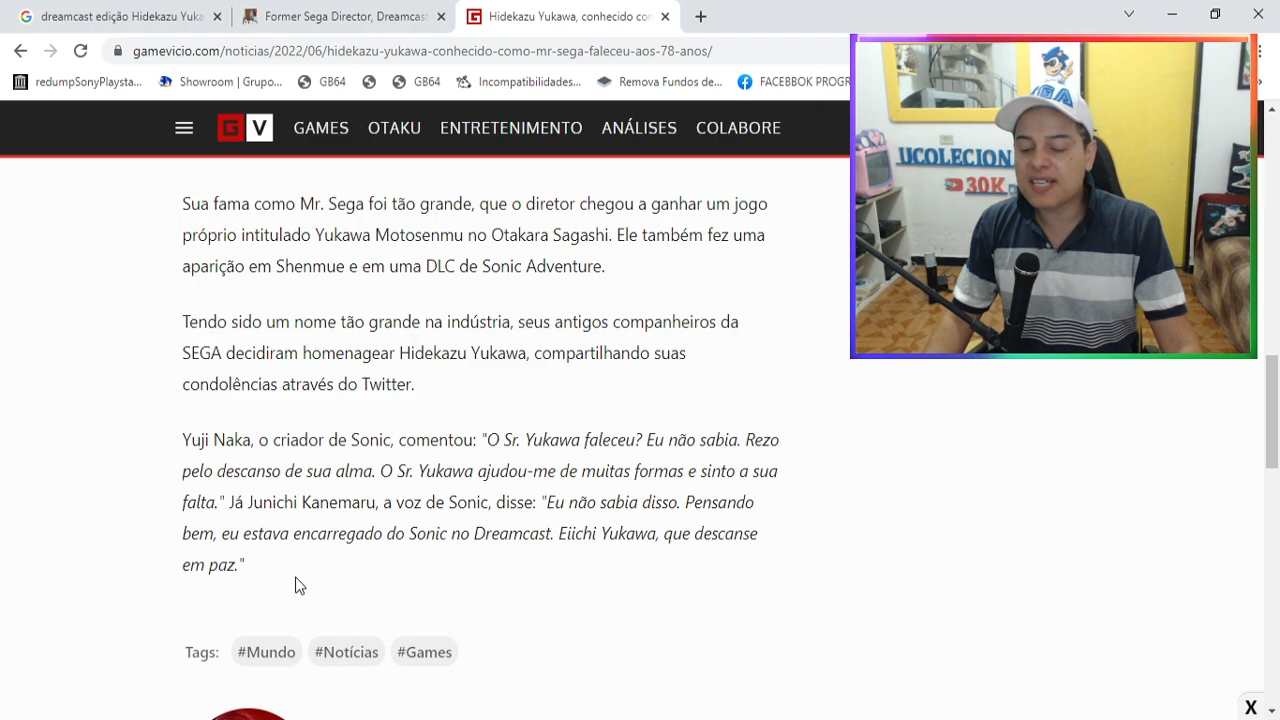 dreamcast edição Hidekazu Yuka
Former Sega Director, Dreamcast
Hidekazu Yukawa, conhecido co
gamevicio.com/noticias/2022/06/hidekazu-yukawa-conhecido-como-mr-sega-faleceu-aos-78-anos/
redumpSonyPlaysta...
Showroom | Grupo...
GB64
GB64
Incompatibilidades...
Remova Fundos de...
FACEBBOK PROGR
GV
GAMES
OTAKU
ENTRETENIMENTO
ANÁLISES
COLABORE
UCOLECION
30K
Sua fama como Mr. Sega foi tão grande, que o diretor chegou a ganhar um jogo
próprio intitulado Yukawa Motosenmu no Otakara Sagashi. Ele também fez uma
aparição em Shenmue e em uma DLC de Sonic Adventure.
Tendo sido um nome tão grande na indústria, seus antigos companheiros da
SEGA decidiram homenagear Hidekazu Yukawa, compartilhando suas
condolências através do Twitter.
Yuji Naka, o criador de Sonic, comentou: "O Sr. Yukawa faleceu? Eu não sabia. Rezo
pelo descanso de sua alma. O Sr. Yukawa ajudou-me de muitas formas e sinto a sua
falta." Já Junichi Kanemaru, a voz de Sonic, disse: "Eu não sabia disso. Pensando
bem, eu estava encarregado do Sonic no Dreamcast. Eiichi Yukawa, que descanse
em paz."
Tags: #Mundo #Notícias #Games
X